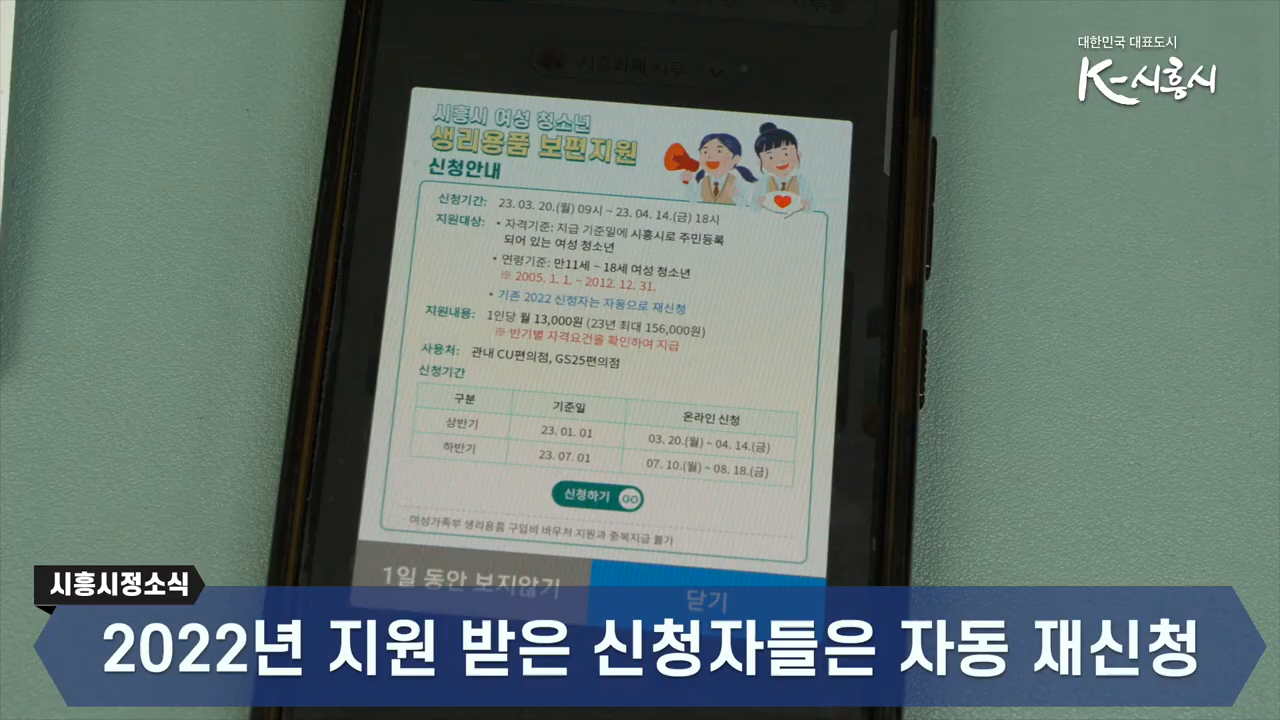 대한민국 대표도시
K-시흥시
시흥화폐 시루
시흥시 여성 청소년
생리용품 보편지원
신청안내
신청기간: 23. 03. 20.(월) 09시 ~ 23. 04. 14.(금) 18시
지원대상: • 자격기준: 지급 기준일에 시흥시로 주민등록
되어 있는 여성 청소년
• 연령기준: 만11세 ~ 18세 여성 청소년
※ 2005. 1. 1. ~ 2012. 12. 31.
• 기존 2022 신청자는 자동으로 재신청
지원내용: 1인당 월 13,000원 (23년 최대 156,000원)
※ 반기별 자격요건을 확인하여 지급
사용처: 관내 CU편의점, GS25편의점
신청기간
구분 기준일 온라인 신청
상반기 23. 01. 01 03. 20.(월) ~ 04. 14.(금)
하반기 23. 07. 01 07. 10.(월) ~ 08. 18.(금)
신청하기 GO
· 여성가족부 생리용품 구입비 바우처 지원과 중복지급 불가
1일 동안 보지않기 닫기
시흥시정소식
2022년 지원 받은 신청자들은 자동 재신청